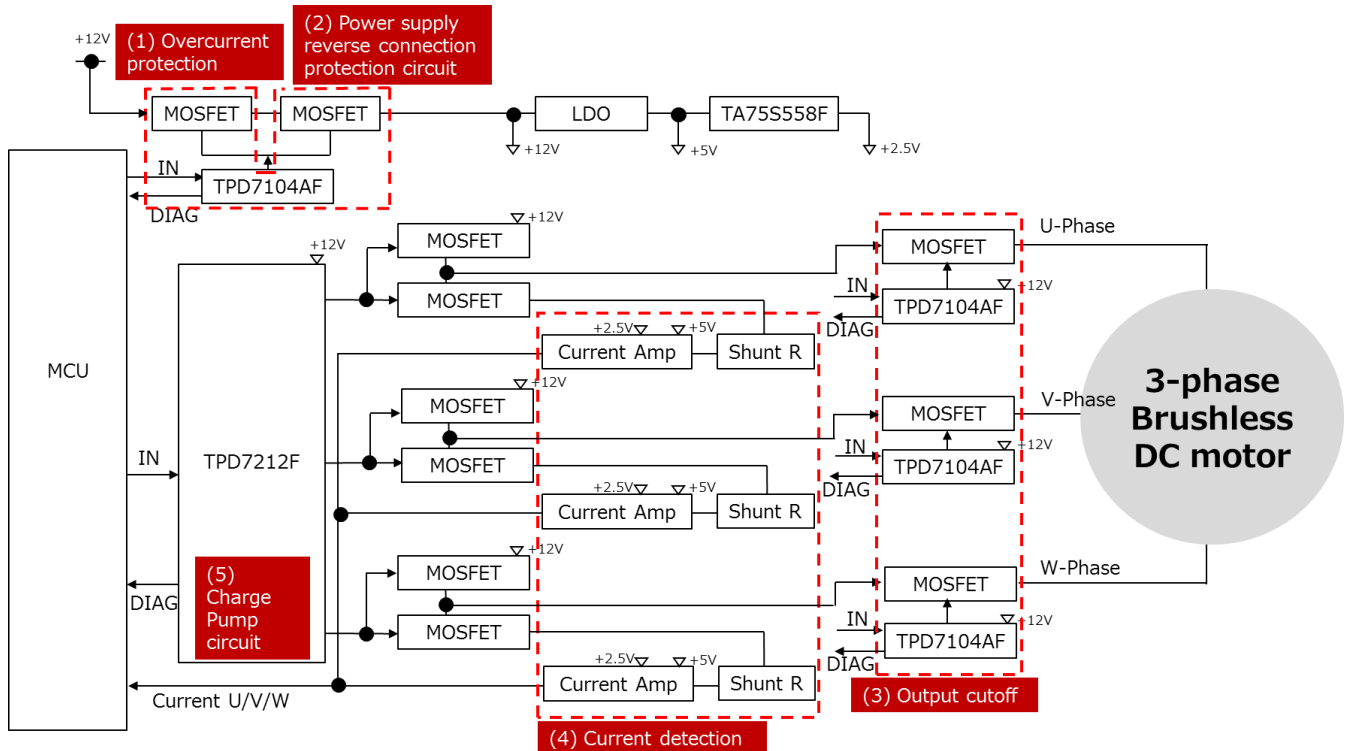 +12V
(1) Overcurrent
protection
(2) Power supply
reverse connection
protection circuit
MOSFET
MOSFET
LDO
TA75S558F
+12V
+5V
+2.5V
IN
TPD7104AF
DIAG
MCU
+12V
TPD7212F
IN
DIAG
(5)
Charge
Pump
circuit
Current U/V/W
+12V
MOSFET
MOSFET
+2.5V
+5V
Current Amp
Shunt R
+12V
MOSFET
MOSFET
+2.5V
+5V
Current Amp
Shunt R
+12V
MOSFET
MOSFET
+2.5V
+5V
Current Amp
Shunt R
(4) Current detection
MOSFET
U-Phase
IN
+12V
TPD7104AF
DIAG
MOSFET
V-Phase
IN
+12V
TPD7104AF
DIAG
MOSFET
W-Phase
IN
+12V
TPD7104AF
DIAG
(3) Output cutoff
3-phase
Brushless
DC motor